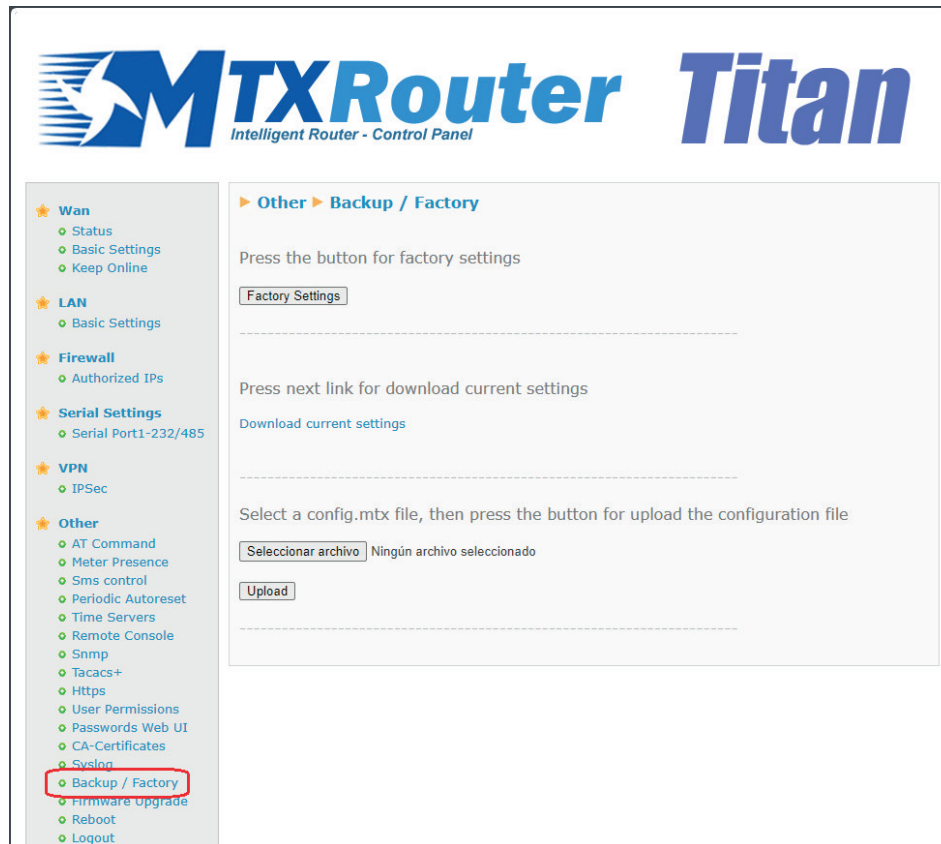 MTXRouter Titan
Intelligent Router - Control Panel
Wan
Status
Basic Settings
Keep Online
LAN
Basic Settings
Firewall
Authorized IPs
Serial Settings
Serial Port1-232/485
VPN
IPSec
Other
AT Command
Meter Presence
Sms control
Periodic Autoreset
Time Servers
Remote Console
Snmp
Tacacs+
Https
User Permissions
Passwords Web UI
CA-Certificates
Syslog
Backup / Factory
Firmware Upgrade
Reboot
Logout
Other Backup / Factory
Press the button for factory settings
Factory Settings
Press next link for download current settings
Download current settings
Select a config.mtx file, then press the button for upload the configuration file
Seleccionar archivo Ningún archivo seleccionado
Upload